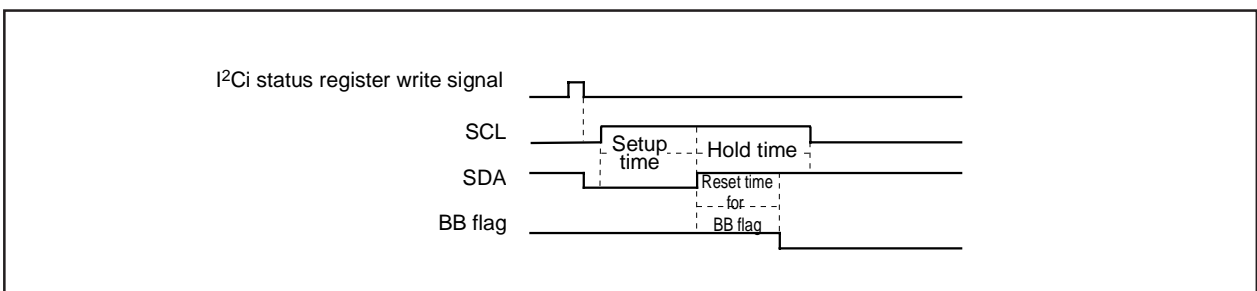 I²Ci status register write signal
SCL
Setup
time
Hold time
SDA
Reset time
for
BB flag
BB flag